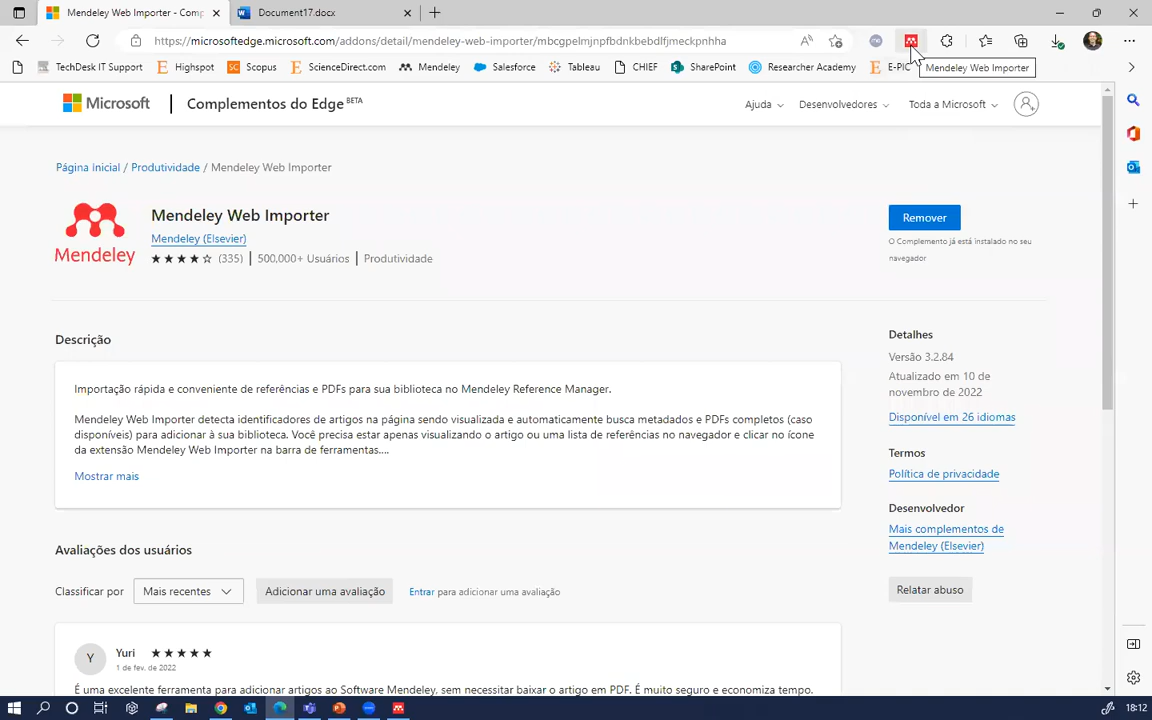 Mendeley Web Importer - Comp
Document17.docx
https://microsoftedge.microsoft.com/addons/detail/mendeley-web-importer/mbcgpelmjnpfbdnkbebdlfjmeckpnhha
TechDesk IT Support
Highspot
Scopus
ScienceDirect.com
Mendeley
Salesforce
Tableau
CHIEF
SharePoint
Researcher Academy
E-PIC
Mendeley Web Importer
Microsoft
Complementos do Edge BETA
Ajuda
Desenvolvedores
Toda a Microsoft
Página Inicial / Produtividade / Mendeley Web Importer
Mendeley
Mendeley Web Importer
Mendeley (Elsevier)
(335) | 500,000+ Usuários | Produtividade
Remover
O Complemento já está instalado no seu
navegador
Descrição
Importação rápida e conveniente de referências e PDFs para sua biblioteca no Mendeley Reference Manager.
Mendeley Web Importer detecta identificadores de artigos na página sendo visualizada e automaticamente busca metadados e PDFs completos (caso
disponíveis) para adicionar à sua biblioteca. Você precisa estar apenas visualizando o artigo ou uma lista de referências no navegador e clicar no ícone
da extensão Mendeley Web Importer na barra de ferramentas....
Mostrar mais
Detalhes
Versão 3.2.84
Atualizado em 10 de
novembro de 2022
Disponível em 26 idiomas
Termos
Política de privacidade
Desenvolvedor
Mais complementos de
Mendeley (Elsevier)
Relatar abuso
Avaliações dos usuários
Classificar por
Mais recentes
Adicionar uma avaliação
Entrar para adicionar uma avaliação
Y
Yuri
1 de fev. de 2022
É uma excelente ferramenta para adicionar artigos ao Software Mendeley, sem necessitar baixar o artigo em PDF. É muito seguro e economiza tempo.
18:12